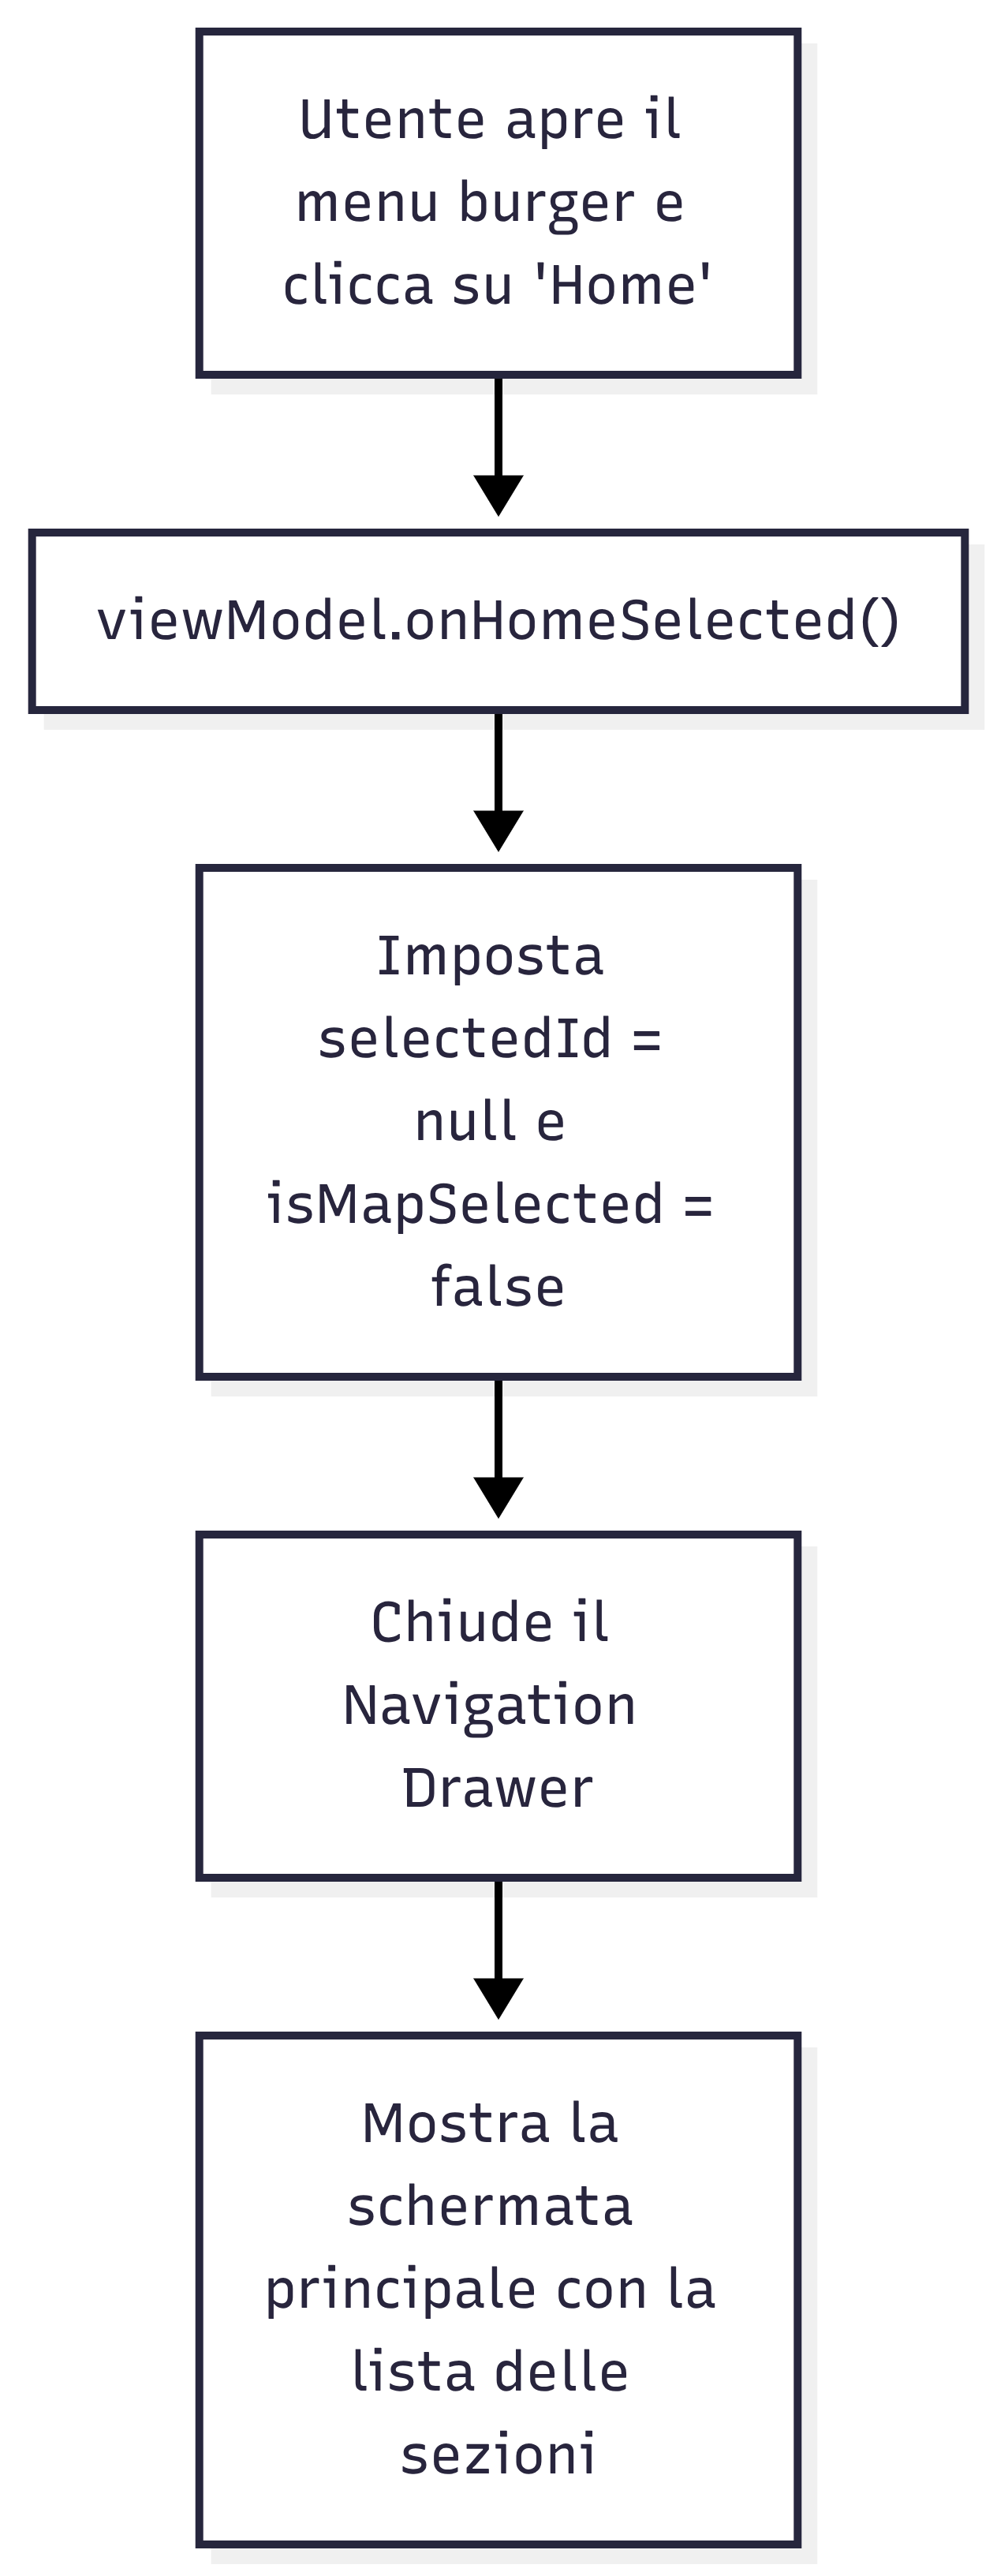 Utente apre il
menu burger e
clicca su 'Home'
viewModel.onHomeSelected()
Imposta
selectedId =
null e
isMapSelected =
false
Chiude il
Navigation
Drawer
Mostra la
schermata
principale con la
lista delle
sezioni